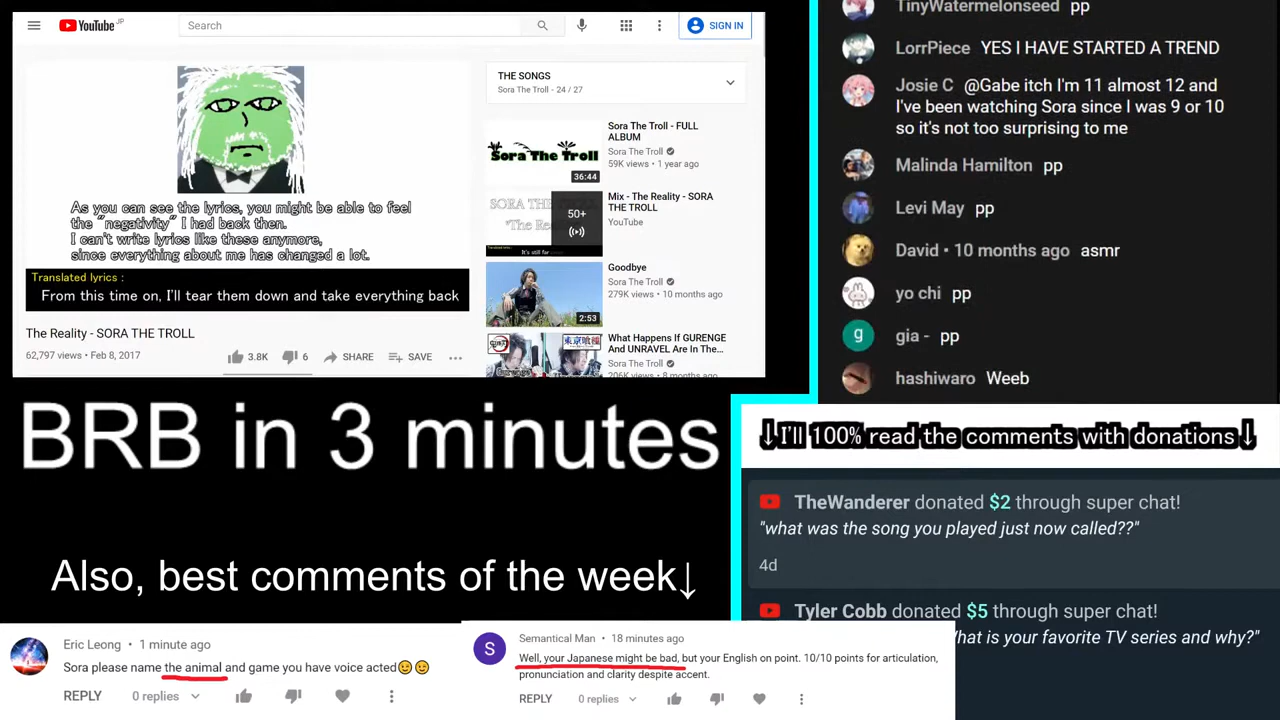 YouTube JP
Search
SIGN IN
As you can see the lyrics, you might be able to feel
the "negativity" I had back then.
I can't write lyrics like these anymore,
since everything about me has changed a lot.
Translated lyrics :
From this time on, I'll tear them down and take everything back
The Reality - SORA THE TROLL
62,797 views • Feb 8, 2017
3.8K
6
SHARE
SAVE
THE SONGS
Sora The Troll - 24 / 27
Sora The Troll
36:44
Sora The Troll - FULL
ALBUM
Sora The Troll
59K views • 1 year ago
50+
Mix - The Reality - SORA
THE TROLL
YouTube
2:53
Goodbye
Sora The Troll
279K views • 10 months ago
What Happens If GURENGE
And UNRAVEL Are In The...
Sora The Troll
206K views • 8 months ago
TinyWatermelonseed pp
LorrPiece YES I HAVE STARTED A TREND
Josie C @Gabe itch I'm 11 almost 12 and
I've been watching Sora since I was 9 or 10
so it's not too surprising to me
Malinda Hamilton pp
Levi May pp
David • 10 months ago asmr
yo chi pp
g
gia - pp
hashiwaro Weeb
BRB in 3 minutes
Also, best comments of the week↓
↓I'll 100% read the comments with donations↓
TheWanderer donated $2 through super chat!
"what was the song you played just now called??"
4d
Tyler Cobb donated $5 through super chat!
hat is your favorite TV series and why?"
Eric Leong • 1 minute ago
Sora please name the animal and game you have voice acted😉😉
REPLY 0 replies
S
Semantical Man • 18 minutes ago
Well, your Japanese might be bad, but your English on point. 10/10 points for articulation,
pronunciation and clarity despite accent.
REPLY 0 replies